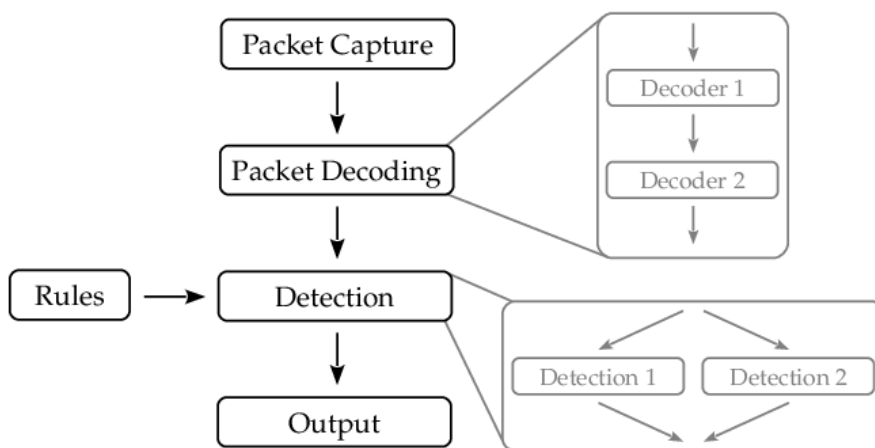 Packet Capture
Decoder 1
Packet Decoding
Decoder 2
Rules
Detection
Detection 1
Detection 2
Output